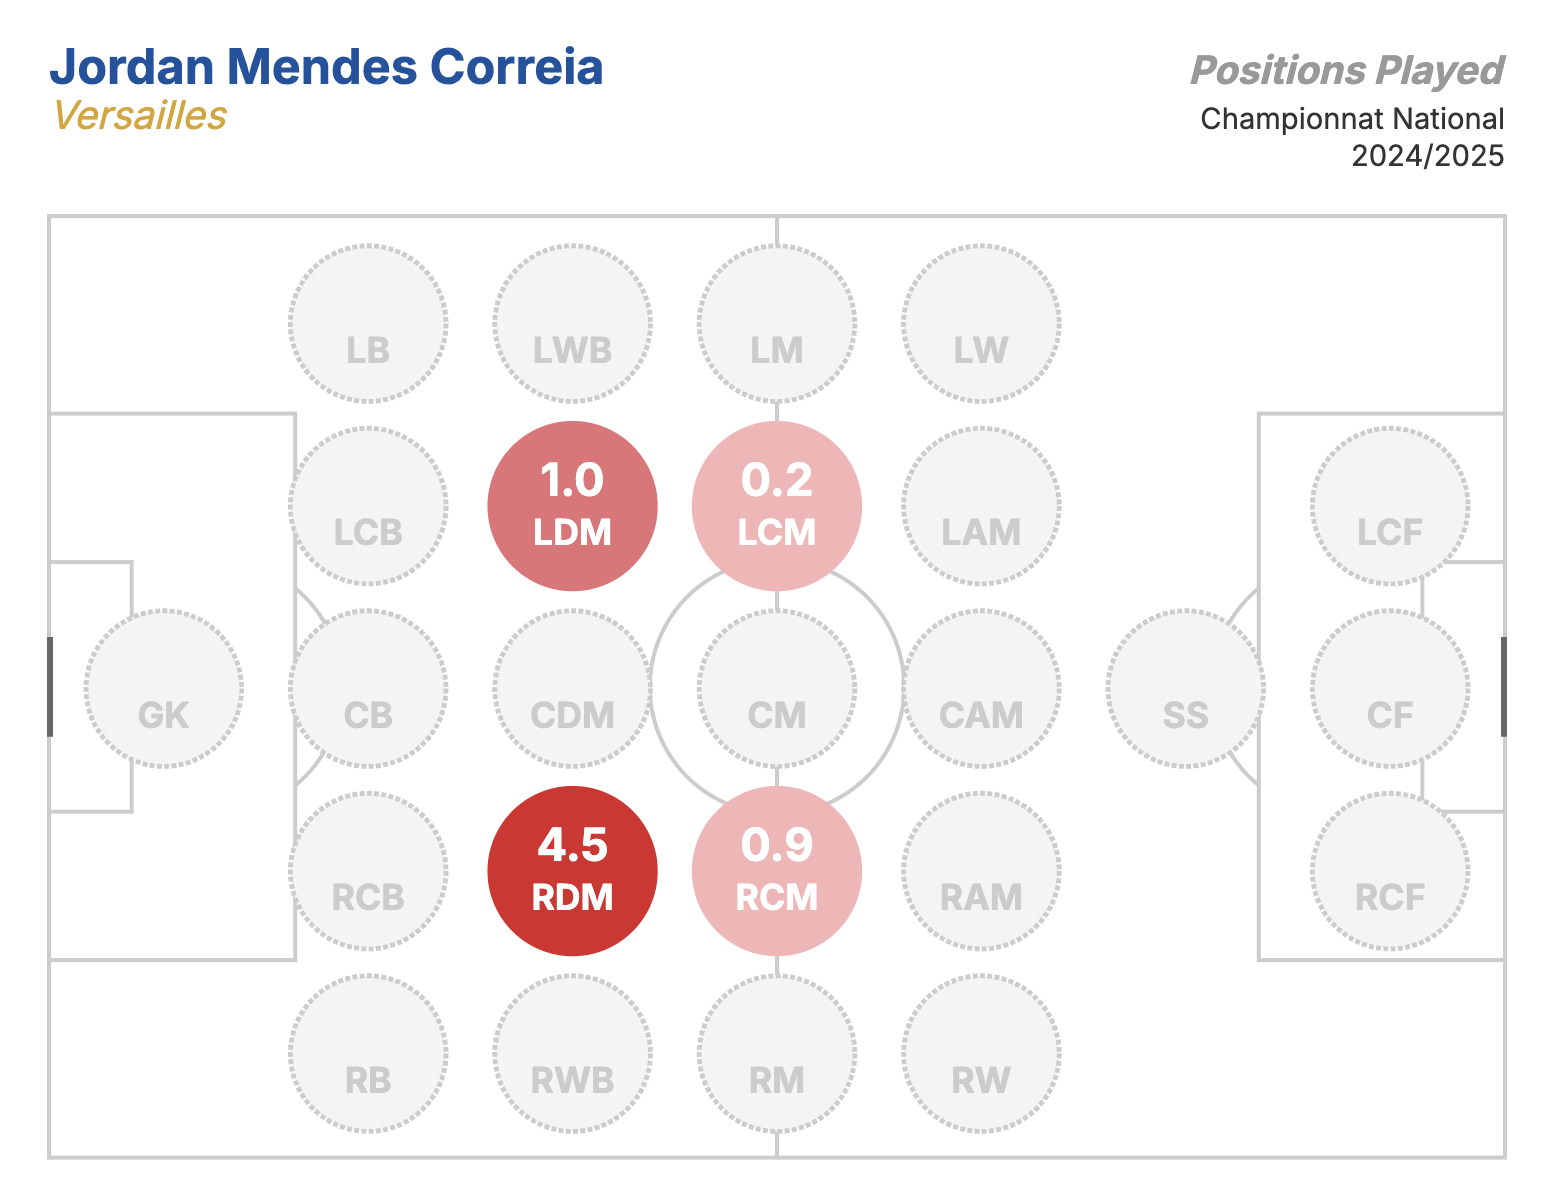 Jordan Mendes Correia
Versailles
Positions Played
Championnat National
2024/2025
LB
LWB
LM
LW
LCB
1.0
LDM
0.2
LCM
LAM
LCF
GK
CB
CDM
CM
CAM
SS
CF
RCB
4.5
RDM
0.9
RCM
RAM
RCF
RB
RWB
RM
RW